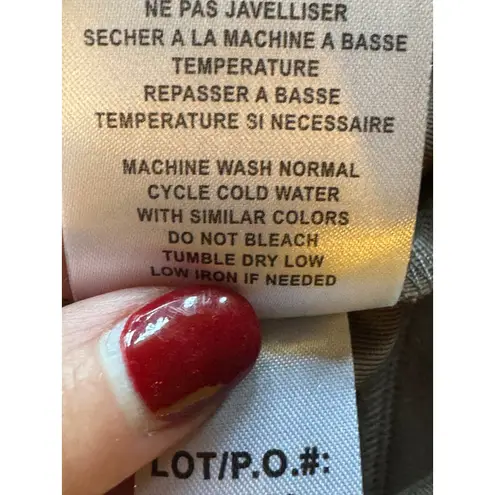 NE PAS JAVELLISER
SECHER A LA MACHINE A BASSE
TEMPERATURE
REPASSER A BASSE
TEMPERATURE SI NECESSAIRE
MACHINE WASH NORMAL
CYCLE COLD WATER
WITH SIMILAR COLORS
DO NOT BLEACH
TUMBLE DRY LOW
LOW IRON IF NEEDED
LOT/P.O.#: